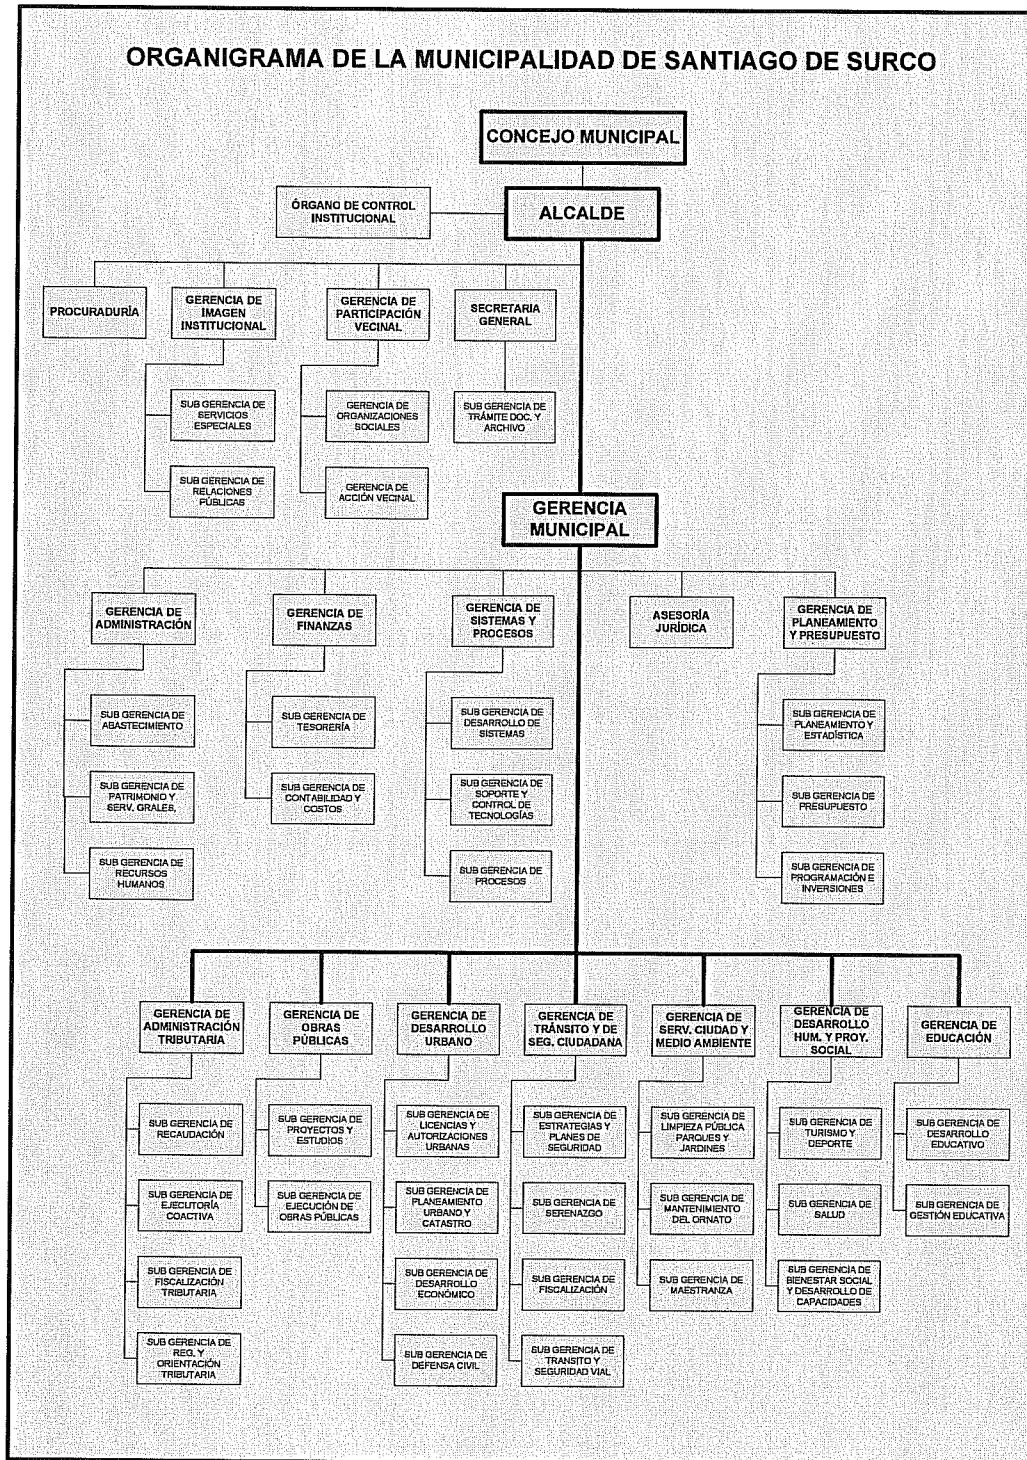 ORGANIGRAMA DE LA MUNICIPALIDAD DE SANTIAGO DE SURCO
CONCEJO MUNICIPAL
ÓRGANO DE CONTROL
INSTITUCIONAL
ALCALDE
PROCURADURÍA
GERENCIA DE
IMAGEN
INSTITUCIONAL
GERENCIA DE
PARTICIPACIÓN
VECINAL
SECRETARIA
GENERAL
SUB GERENCIA DE
SERVICIOS
ESPECIALES
GERENCIA DE
ORGANIZACIONES
SOCIALES
SUB GERENCIA DE
TRÁMITE DOC. Y
ARCHIVO
SUB GERENCIA DE
RELACIONES
PÚBLICAS
GERENCIA DE
ACCIÓN VECINAL
GERENCIA
MUNICIPAL
GERENCIA DE
ADMINISTRACIÓN
GERENCIA DE
FINANZAS
GERENCIA DE
SISTEMAS Y
PROCESOS
ASESORÍA
JURÍDICA
GERENCIA DE
PLANEAMIENTO
Y PRESUPUESTO
SUB GERENCIA DE
ABASTECIMIENTO
SUB GERENCIA DE
TESORERÍA
SUB GERENCIA DE
DESARROLLO DE
SISTEMAS
SUB GERENCIA DE
PLANEAMIENTO Y
ESTADÍSTICA
SUB GERENCIA DE
PATRIMONIO Y
SERV. GRALES.
SUB GERENCIA DE
CONTABILIDAD Y
COSTOS
SUB GERENCIA DE
SOPORTE Y
CONTROL DE
TECNOLOGÍAS
SUB GERENCIA DE
PRESUPUESTO
SUB GERENCIA DE
RECURSOS
HUMANOS
SUB GERENCIA DE
PROCESOS
SUB GERENCIA DE
PROGRAMACIÓN E
INVERSIONES
GERENCIA DE
ADMINISTRACIÓN
TRIBUTARIA
GERENCIA DE
OBRAS
PÚBLICAS
GERENCIA DE
DESARROLLO
URBANO
GERENCIA DE
TRÁNSITO Y DE
SEG. CIUDADANA
GERENCIA DE
SERV. CIUDAD Y
MEDIO AMBIENTE
GERENCIA DE
DESARROLLO
HUM. Y PROY.
SOCIAL
GERENCIA DE
EDUCACIÓN
SUB GERENCIA DE
RECAUDACIÓN
SUB GERENCIA DE
PROYECTOS Y
ESTUDIOS
SUB GERENCIA DE
LICENCIAS Y
AUTORIZACIONES
URBANAS
SUB GERENCIA DE
ESTRATEGIAS Y
PLANES DE
SEGURIDAD
SUB GERENCIA DE
LIMPIEZA PÚBLICA
PARQUES Y
JARDINES
SUB GERENCIA DE
TURISMO Y
DEPORTE
SUB GERENCIA DE
DESARROLLO
EDUCATIVO
SUB GERENCIA DE
EJECUTORÍA
COACTIVA
SUB GERENCIA DE
EJECUCIÓN DE
OBRAS PÚBLICAS
SUB GERENCIA DE
PLANEAMIENTO
URBANO Y
CATASTRO
SUB GERENCIA DE
SERENAZGO
SUB GERENCIA DE
MANTENIMIENTO
DEL ORNATO
SUB GERENCIA DE
SALUD
SUB GERENCIA DE
GESTIÓN EDUCATIVA
SUB GERENCIA DE
FISCALIZACIÓN
TRIBUTARIA
SUB GERENCIA DE
DESARROLLO
ECONÓMICO
SUB GERENCIA DE
FISCALIZACIÓN
SUB GERENCIA DE
MAESTRANZA
SUB GERENCIA DE
BIENESTAR SOCIAL
Y DESARROLLO DE
CAPACIDADES
SUB GERENCIA DE
REG. Y
ORIENTACIÓN
TRIBUTARIA
SUB GERENCIA DE
DEFENSA CIVIL
SUB GERENCIA DE
TRANSITO Y
SEGURIDAD VIAL